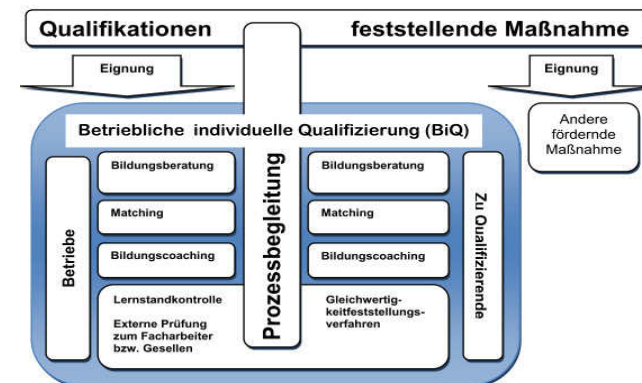 Qualifikationen feststellende Maßnahme
Eignung
Eignung
Andere
fördernde
Maßnahme
Betriebliche individuelle Qualifizierung (BiQ)
Betriebe
Bildungsberatung
Matching
Bildungscoaching
Lernstandkontrolle
Externe Prüfung
zum Facharbeiter
bzw. Gesellen
Prozessbegleitung
Bildungsberatung
Matching
Bildungscoaching
Gleichwertig-
keitfeststellungs-
verfahren
Zu Qualifizierende